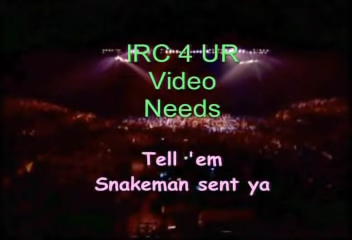 IRC 4 UR
Video
Needs
Tell 'em
Snakeman sent ya